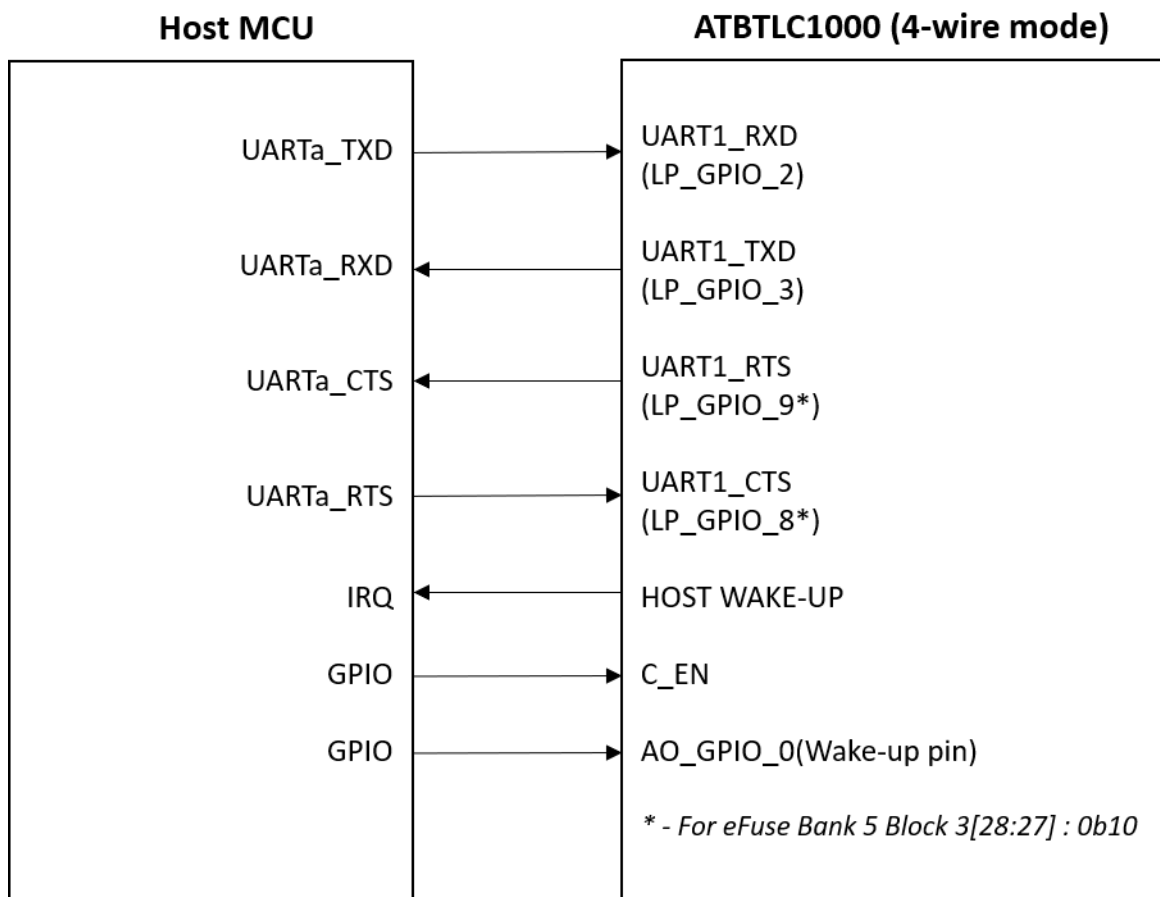 Host MCU
ATBTLC1000 (4-wire mode)
UARTa_TXD
UART1_RXD
(LP_GPIO_2)
UARTa_RXD
UART1_TXD
(LP_GPIO_3)
UARTa_CTS
UART1_RTS
(LP_GPIO_9*)
UARTa_RTS
UART1_CTS
(LP_GPIO_8*)
IRQ
HOST WAKE-UP
GPIO
C_EN
GPIO
AO_GPIO_0(Wake-up pin)
* - For eFuse Bank 5 Block 3[28:27] : 0b10